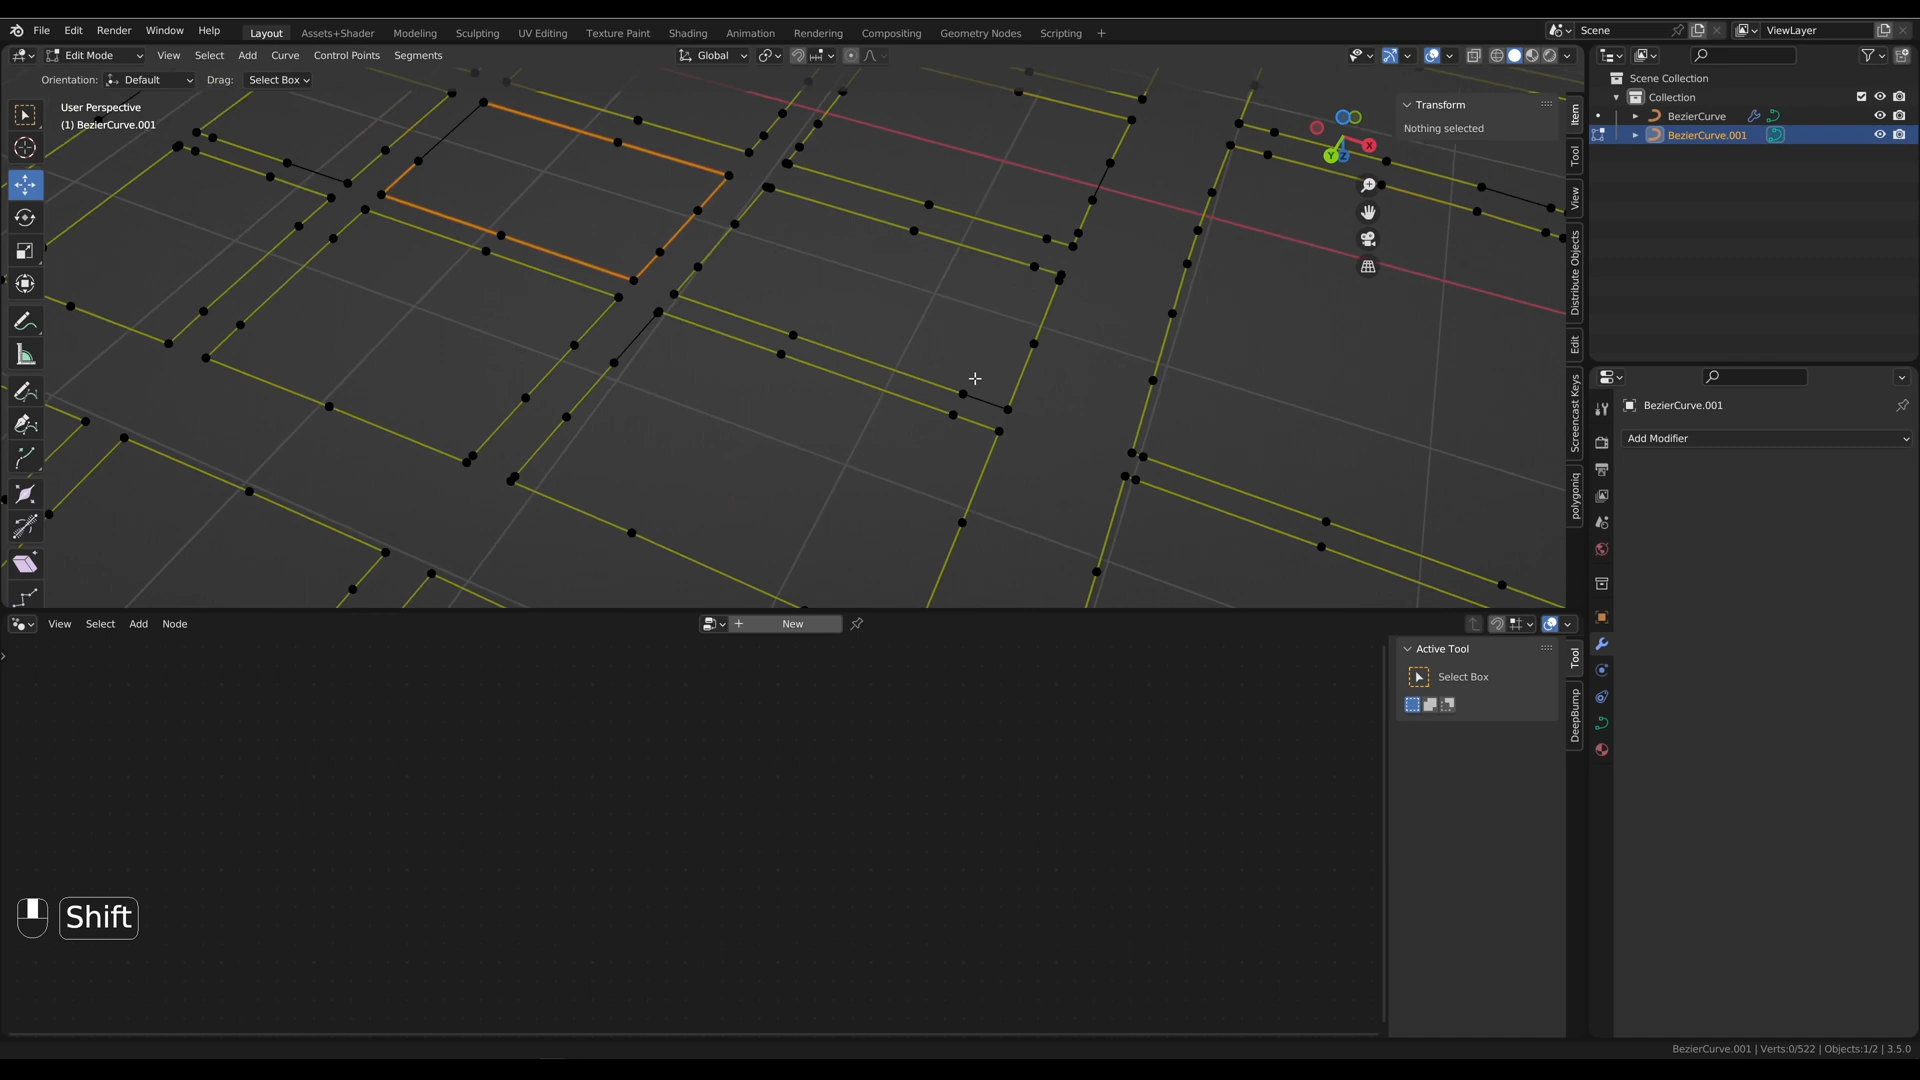 File Edit Render Window Help Layout Assets+Shader Modeling Sculpting UV Editing Texture Paint Shading Animation Rendering Compositing Geometry Nodes Scripting + Scene ViewLayer
Edit Mode View Select Add Curve Control Points Segments Global
Orientation: Default Drag: Select Box
Scene Collection
Collection
BezierCurve
BezierCurve.001
User Perspective
(1) BezierCurve.001
Transform
Nothing selected
X
Y
Z
Item
Tool
View
Distribute Objects
Edit
Screencast Keys
polygoniq
BezierCurve.001
Add Modifier
View Select Add Node New
Active Tool
Select Box
Tool
DeepBump
Shift
BezierCurve.001 | Verts:0/522 | Objects:1/2 | 3.5.0